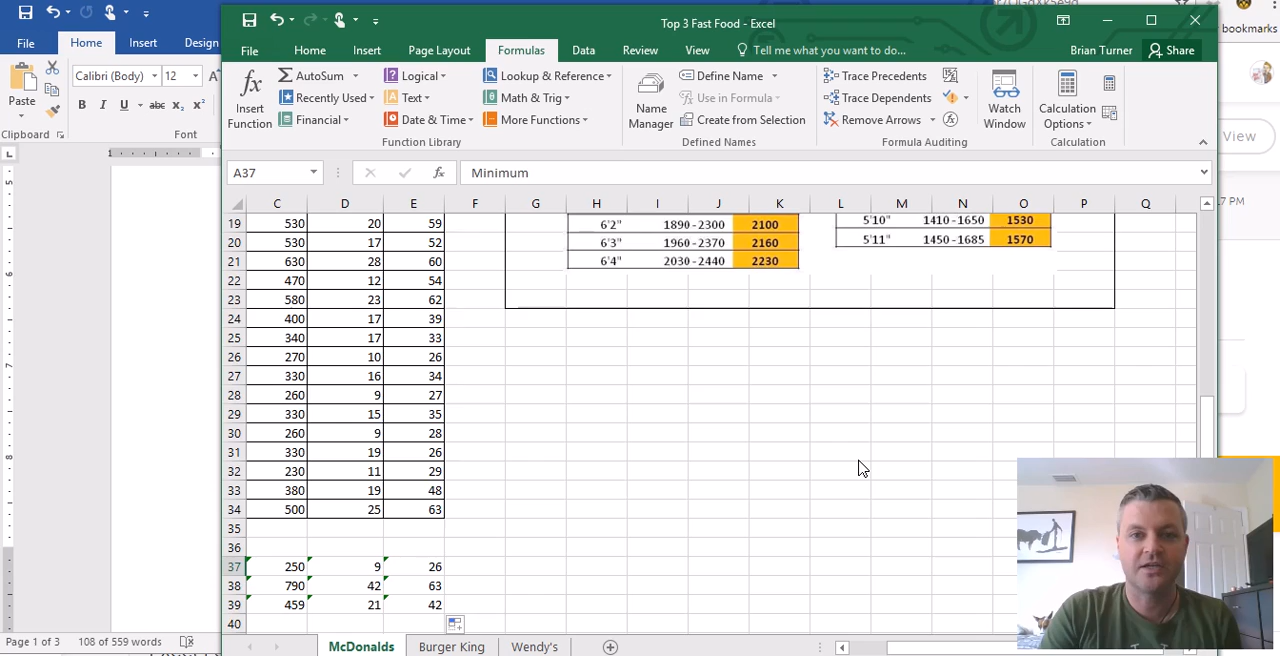 Top 3 Fast Food - Excel
bookmarks
File Home Insert Design
File Home Insert Page Layout Formulas Data Review View Tell me what you want to do... Brian Turner Share
Calibri (Body) 12
Paste
B I U abc X₂ X²
Clipboard Font
Insert Function
AutoSum Logical Lookup & Reference
Recently Used Text Math & Trig
Financial Date & Time More Functions
Function Library
Name Manager
Define Name
Use in Formula
Create from Selection
Defined Names
Trace Precedents
Trace Dependents
Remove Arrows
Formula Auditing
Watch Window
Calculation Options
Calculation
View
7 PM
A37 fx Minimum
C D E F G H I J K L M N O P Q
19 530 20 59 6'2" 1890-2300 2100 5'10" 1410-1650 1530
20 530 17 52 6'3" 1960-2370 2160 5'11" 1450-1685 1570
21 630 28 60 6'4" 2030-2440 2230
22 470 12 54
23 580 23 62
24 400 17 39
25 340 17 33
26 270 10 26
27 330 16 34
28 260 9 27
29 330 15 35
30 260 9 28
31 330 19 26
32 230 11 29
33 380 19 48
34 500 25 63
35
36
37 250 9 26
38 790 42 63
39 459 21 42
40
McDonalds Burger King Wendy's
Page 1 of 3 108 of 559 words